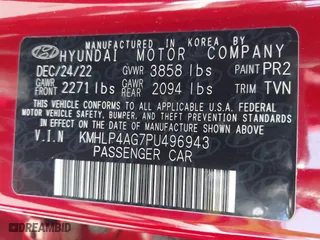 MANUFACTURED IN KOREA BY
HYUNDAI MOTOR COMPANY
DEC/24/22 GVWR 3858 lbs PAINT PR2
GAWR FRONT 2271 lbs GAWR REAR 2094 lbs TRIM TVN
THIS VEHICLE CONFORMS TO ALL APPLICABLE U.S. FEDERAL
MOTOR VEHICLE SAFETY, BUMPER, AND THEFT PREVENTION
STANDARDS IN EFFECT ON THE DATE OF MANUFACTURE SHOWN ABOVE.
V.I.N KMHLP4AG7PU496943
PASSENGER CAR